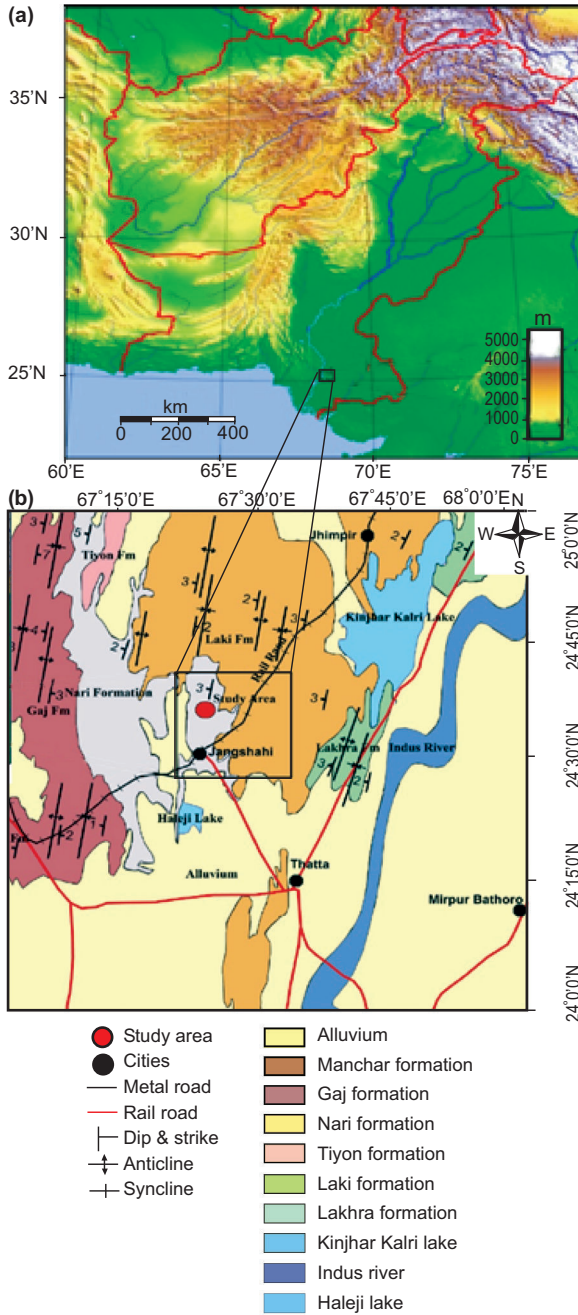 (a)
35'N
30'N
25'N
m
5000
4000
3000
2000
1000
0
km
0 200 400
60'E 65'E 70'E 75'E
(b)
67°15'0'E 67°30'0'E 67°45'0'E 68°0'0'E
N
W E
S
25°0'0'N
24°45'0'N
24°30'0'N
24°15'0'N
24°0'0'N
Tiyon Fm
Jhimpir
Kinjhar Kalri Lake
Laki Fm
Rail Raod
Nari Formation
Gaj Fm
Study Area
Jangshahi
Lakhra Fm
Indus River
Haleji Lake
Fm
Alluvium
Thatta
Mirpur Bathoro
Study area
Cities
Metal road
Rail road
Dip & strike
Anticline
Syncline
Alluvium
Manchar formation
Gaj formation
Nari formation
Tiyon formation
Laki formation
Lakhra formation
Kinjhar Kalri lake
Indus river
Haleji lake